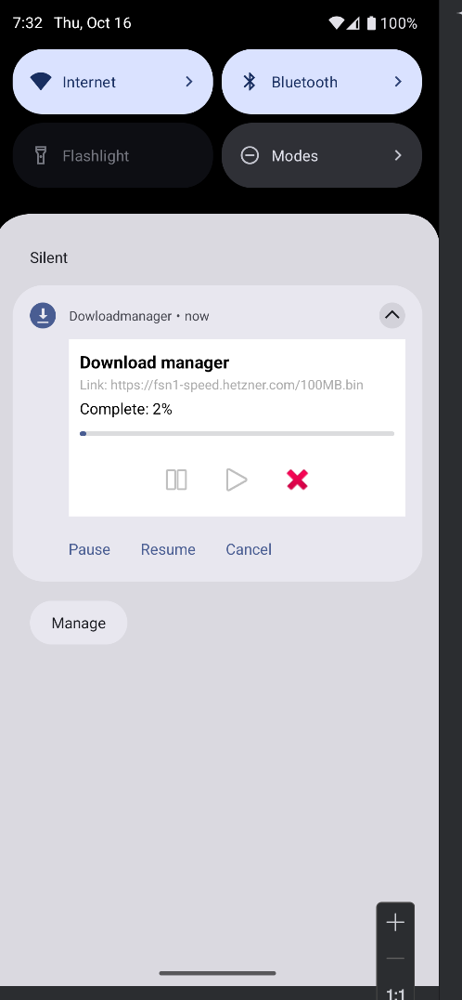 7:32 Thu, Oct 16 100%
Internet Bluetooth
Flashlight Modes
Silent
Dowloadmanager • now
Download manager
Link: https://fsn1-speed.hetzner.com/100MB.bin
Complete: 2%
Pause Resume Cancel
Manage
1:1